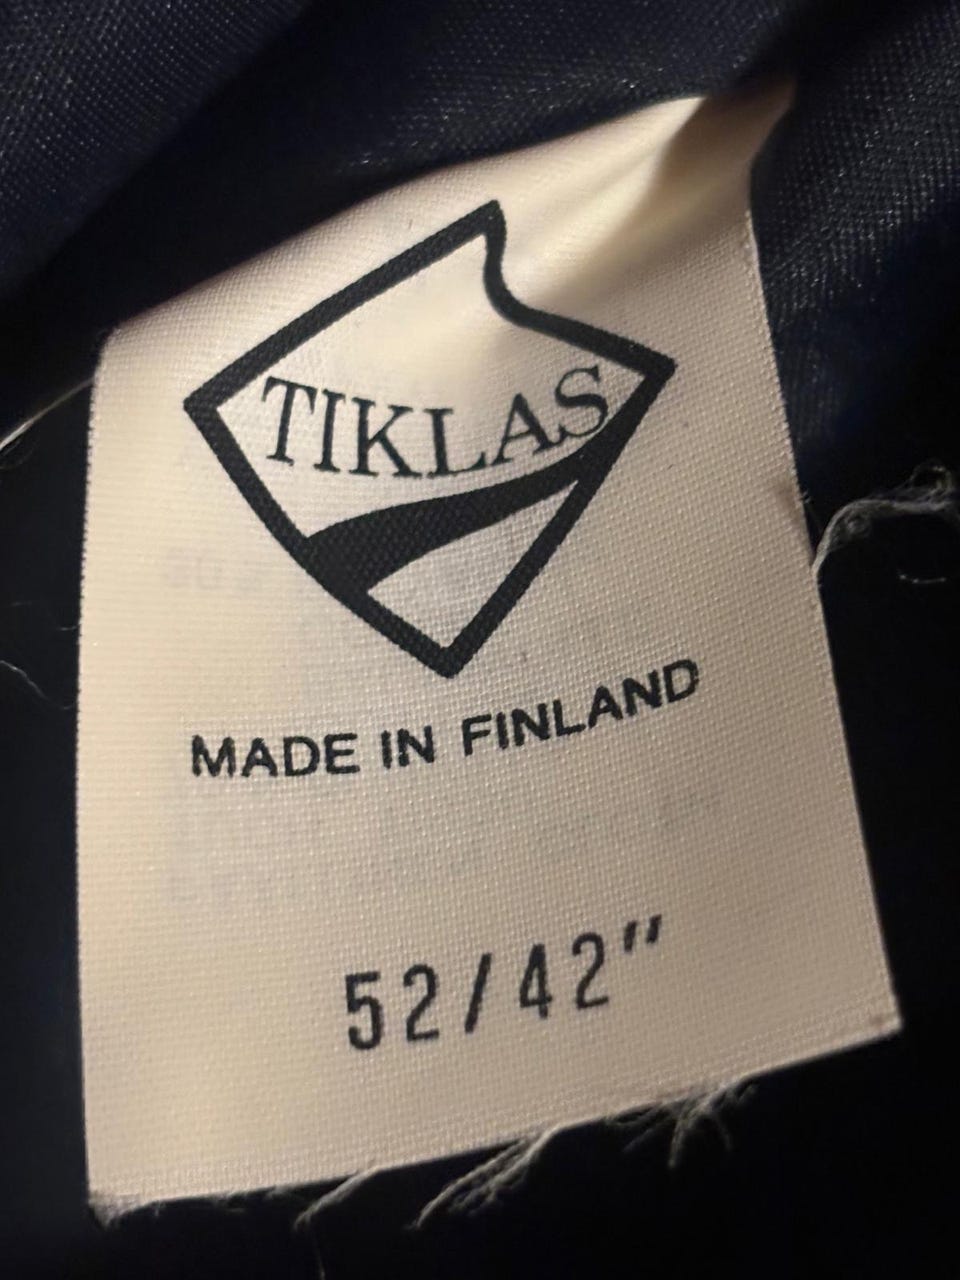 TIKLAS
MADE IN FINLAND
52/42"